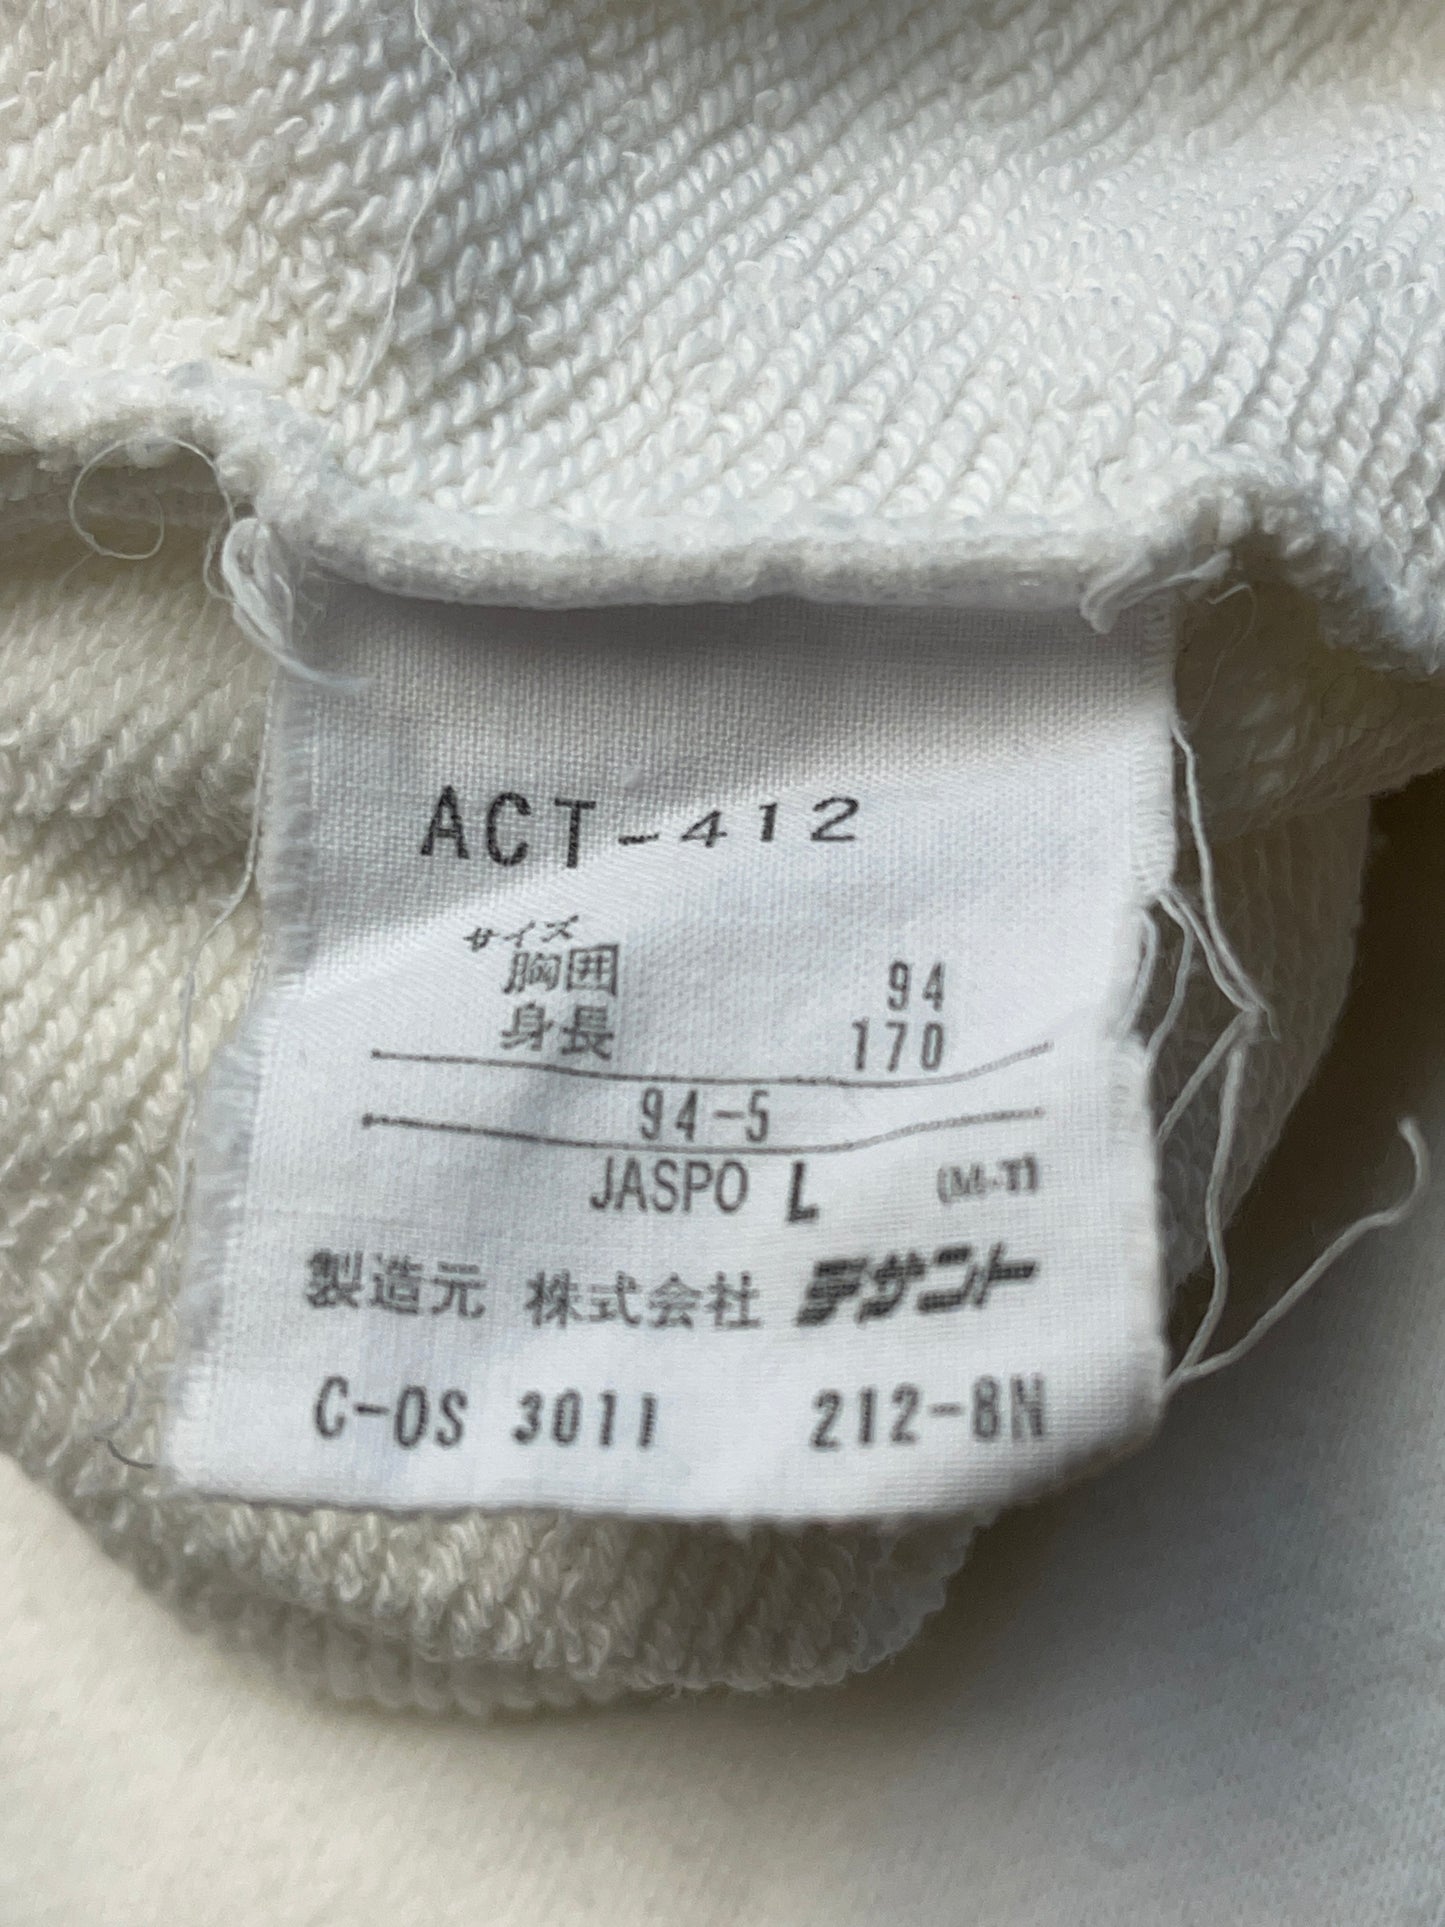 ACT-412
サイズ
胸囲 94
身長 170
94-5
JASPO L (M-T)
製造元 株式会社 デサント
C-OS 3011 212-8N